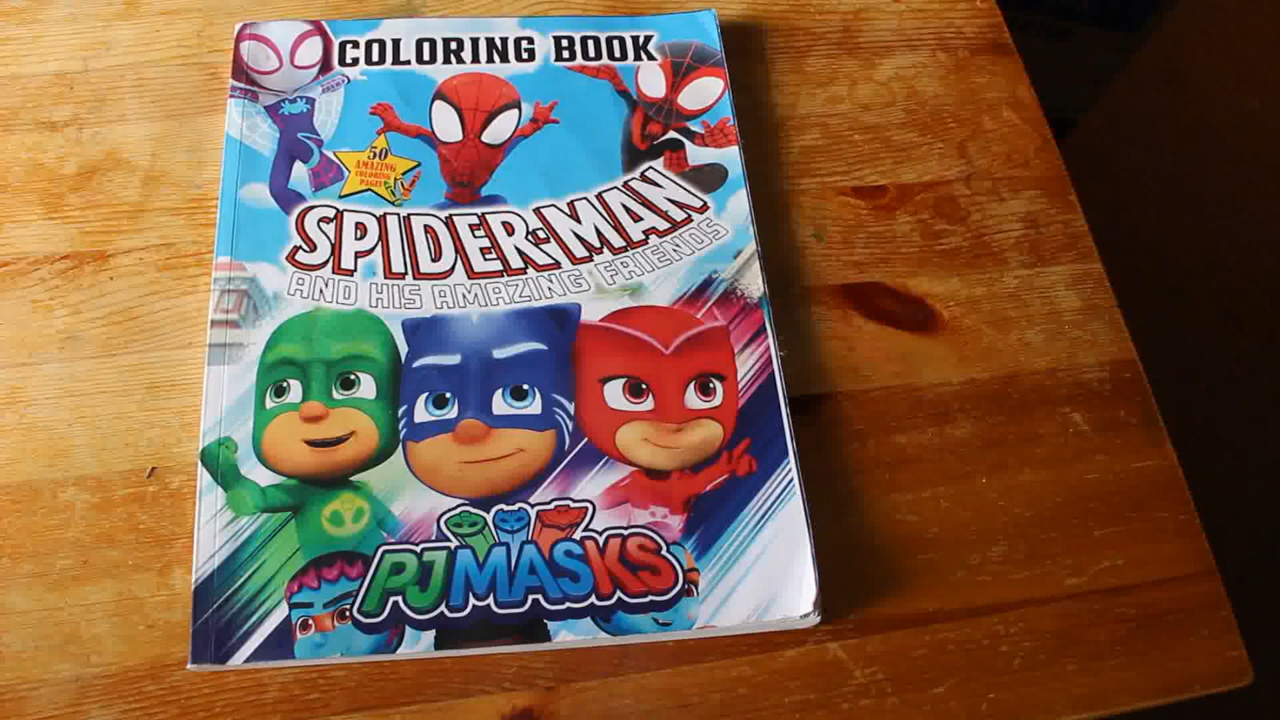 COLORING BOOK
50
AMAZING
COLORING
PAGES
SPIDER-MAN
AND HIS AMAZING FRIENDS
PJMASKS